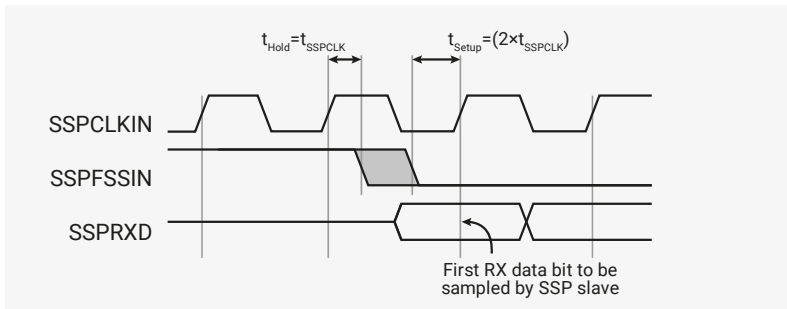 tHold=tSSPCLK
tSetup=(2×tSSPCLK)
SSPCLKIN
SSPFSSIN
SSPRXD
First RX data bit to be
sampled by SSP slave